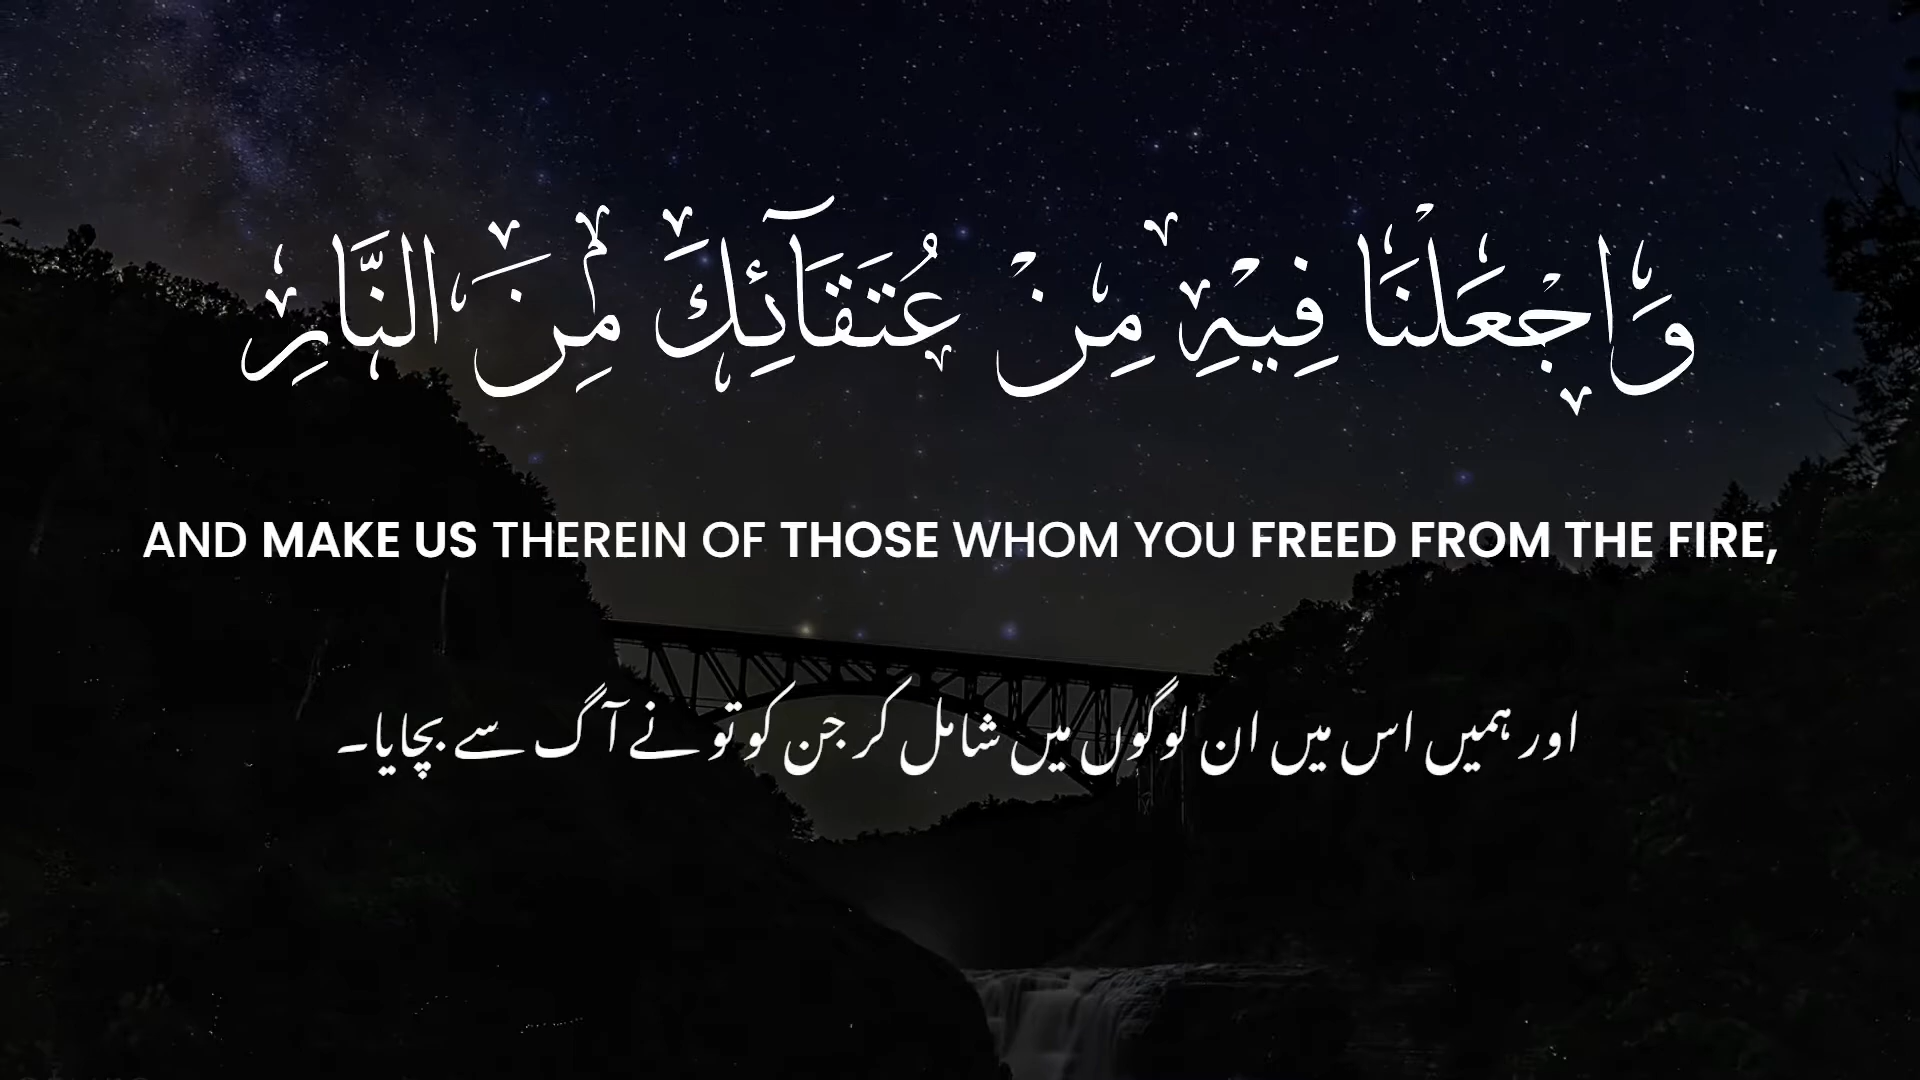 وَاجْعَلْنَا فِيْهِ مِنْ عُتَقَآئِكَ مِنَ النَّارِ
AND MAKE US THEREIN OF THOSE WHOM YOU FREED FROM THE FIRE,
اور ہمیں اس میں ان لوگوں میں شامل کر جن کو تو نے آگ سے بچایا۔